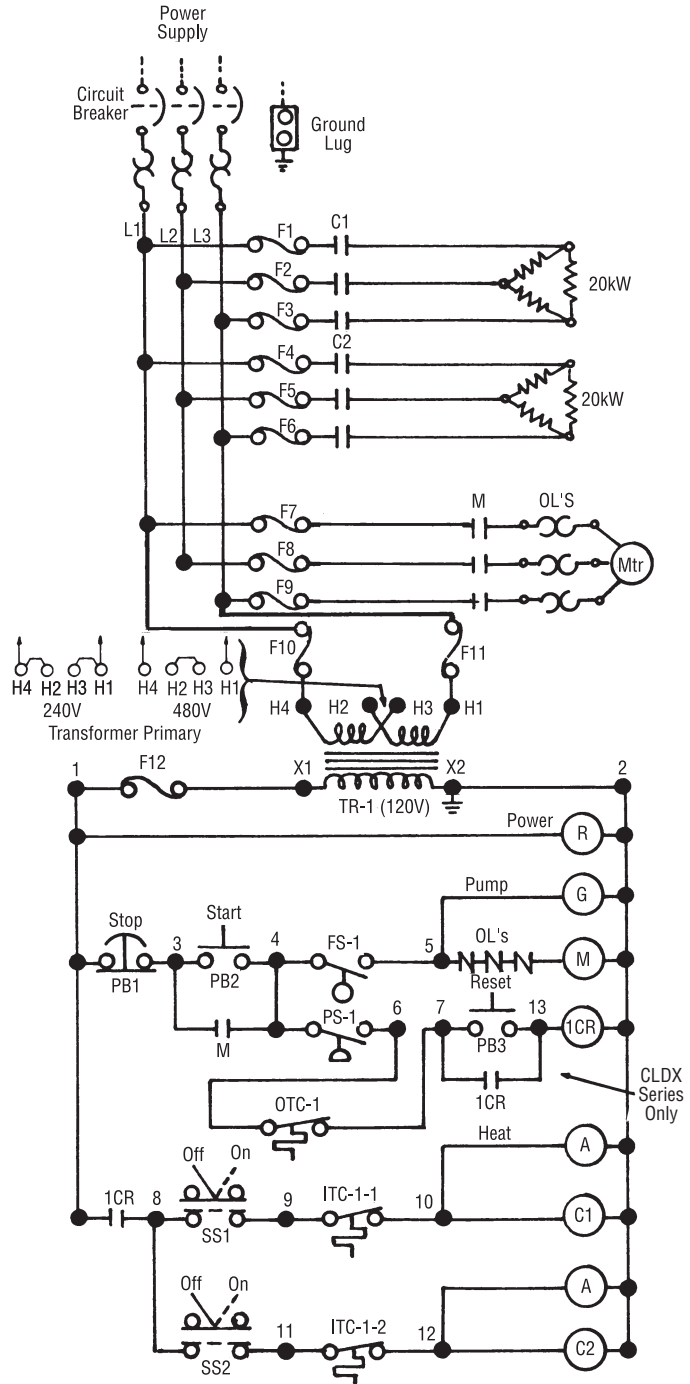 Power
Supply
Circuit
Breaker
Ground
Lug
L1 L2 L3
F1 C1
F2
20kW
F3
F4 C2
F5
20kW
F6
F7 M OL'S
F8
Mtr
F9
F10 F11
H4 H2 H3 H1 H4 H2 H3 H1
240V 480V
Transformer Primary
H4 H2 H3 H1
1 F12 X1 X2 2
TR-1 (120V)
Power R
Pump G
Stop Start
3 4 FS-1 5 OL's M
PB1 PB2
Reset
M PS-1 6 7 13 1CR
PB3
1CR
CLDX
Series
Only
OTC-1
Heat A
Off On
1CR 8 9 ITC-1-1 10 C1
SS1
Off On A
11 ITC-1-2 12 C2
SS2